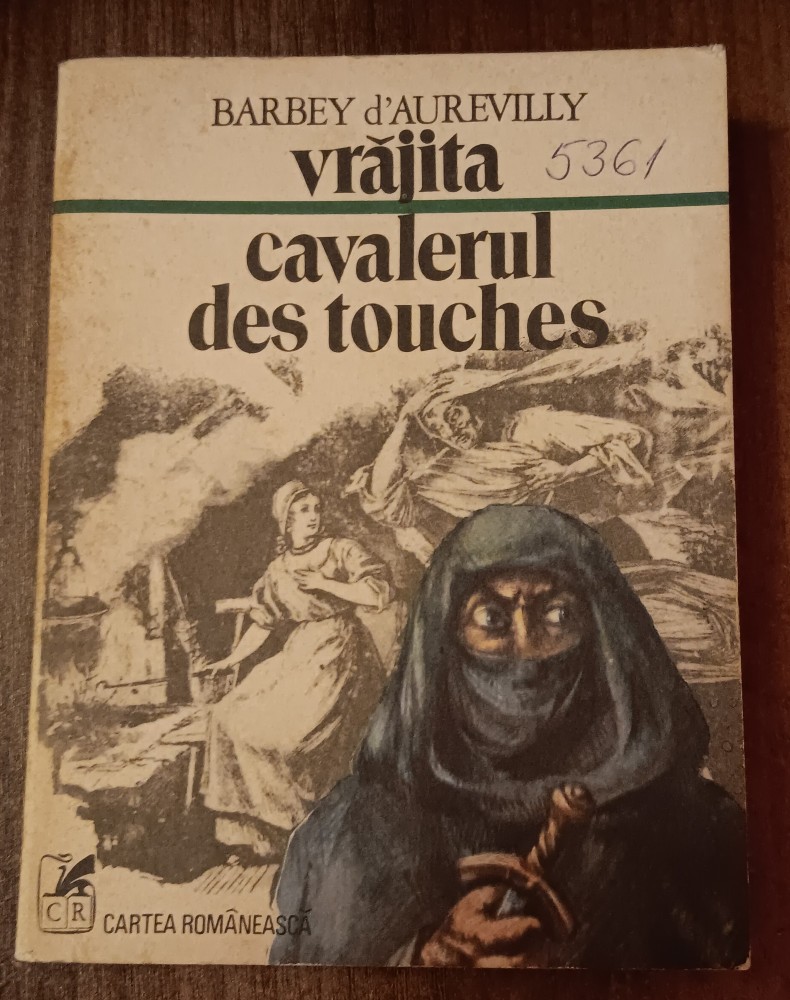 BARBEY d'AUREVILLY
vrăjita 5361
cavalerul
des touches
CR
CARTEA ROMÂNEASCĂ